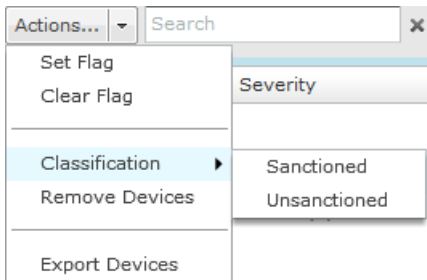 Actions... Search
Set Flag
Severity
Clear Flag
Classification
Sanctioned
Remove Devices
Unsanctioned
Export Devices